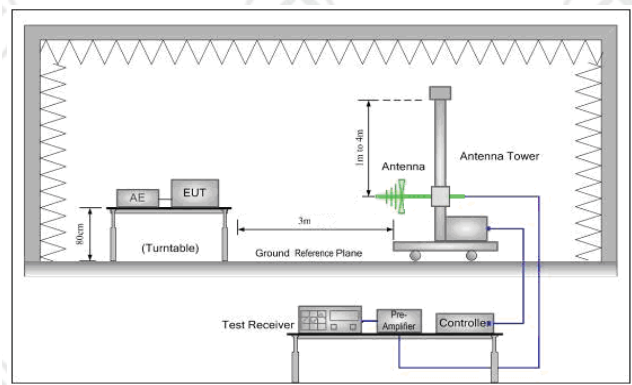 1m to 4m
Antenna
Antenna Tower
AE
EUT
80cm
(Turntable)
3m
Ground Reference Plane
Test Receiver
Pre-
Amplifier
Controller